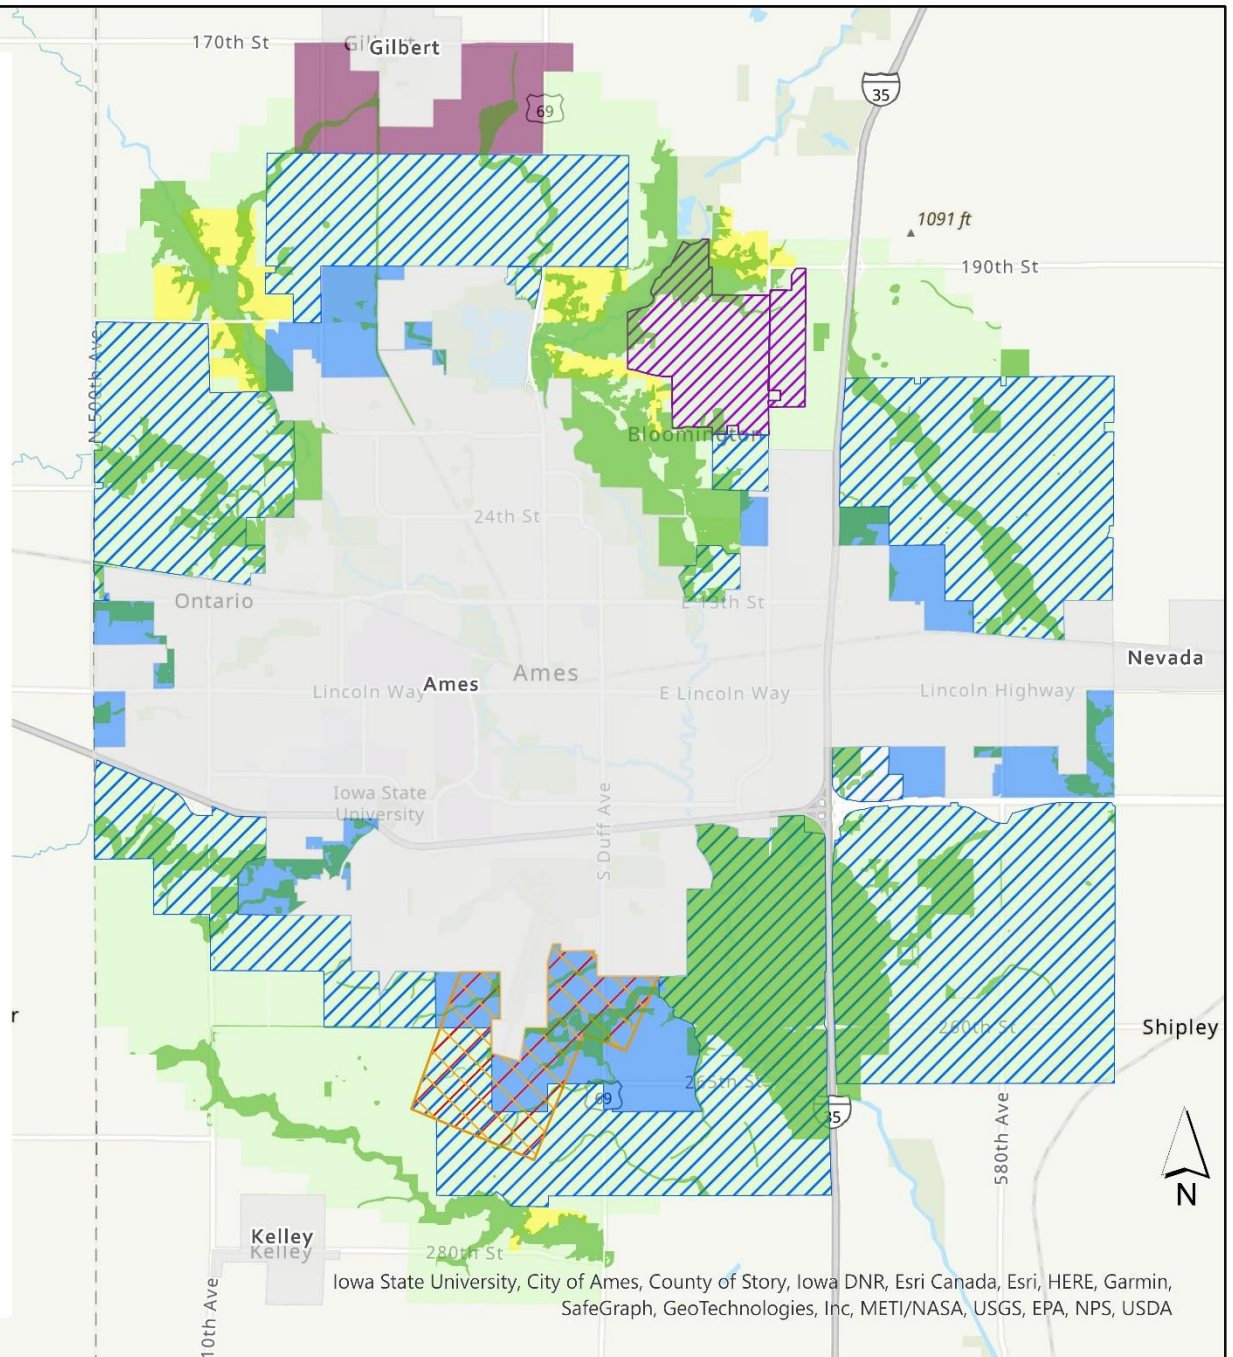 170th St
Gilbert
Gilbert
69
35
1091 ft
190th St
N 500th Ave
Bloomington
24th St
Ontario
E 13th St
Nevada
Lincoln Way
Ames
Ames
E Lincoln Way
Lincoln Highway
Iowa State
University
S Duff Ave
r
260th St
Shipley
265th St
69
35
580th Ave
N
Kelley
Kelley
280th St
10th Ave
Iowa State University, City of Ames, County of Story, Iowa DNR, Esri Canada, Esri, HERE, Garmin,
SafeGraph, GeoTechnologies, Inc, METI/NASA, USGS, EPA, NPS, USDA